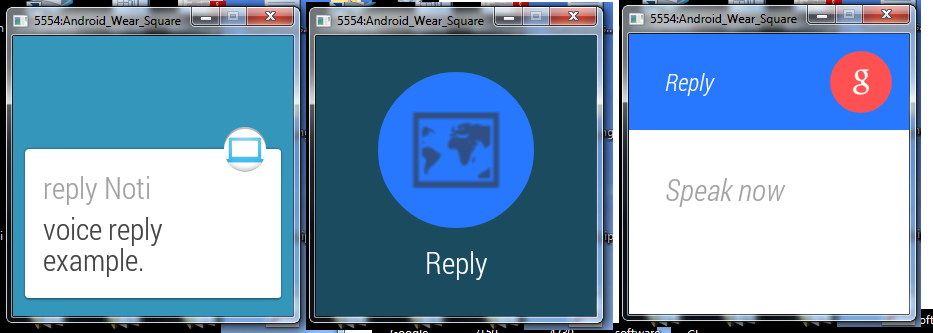 5554:Android_Wear_Square
reply Noti
voice reply
example.
5554:Android_Wear_Square
Reply
5554:Android_Wear_Square
Reply
g
Speak now